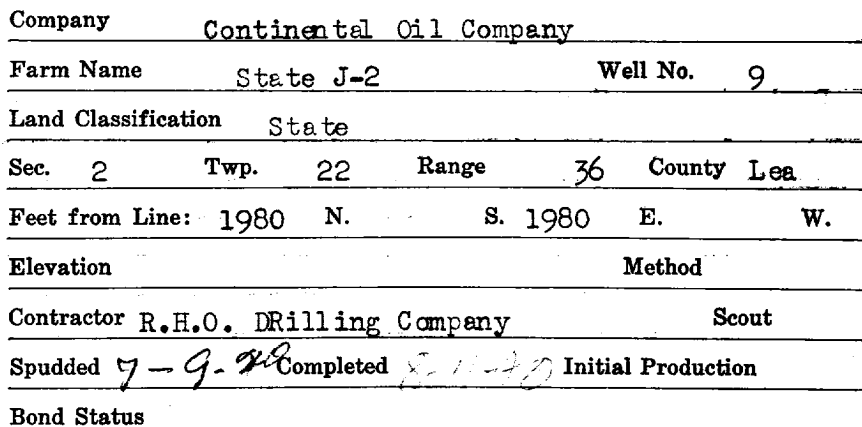 Company Continental Oil Company
Farm Name State J-2 Well No. 9
Land Classification State
Sec. 2 Twp. 22 Range 36 County Lea
Feet from Line: 1980 N. S. 1980 E. W.
Elevation Method
Contractor R.H.O. DRilling Company Scout
Spudded 7-9- Completed Initial Production
Bond Status